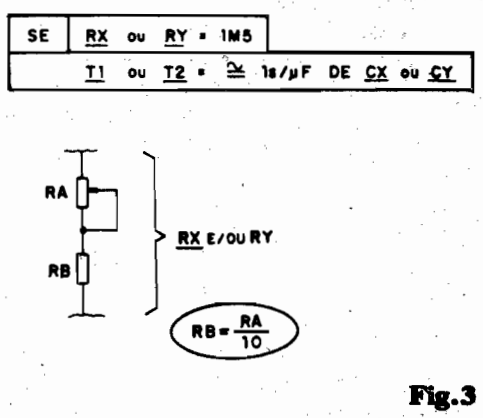 SE RX ou RY = 1M5
T1 ou T2 = ≅ 1s/µF DE CX ou CY
RA
RX E/OU RY
RB
RB = RA/10
Fig.3